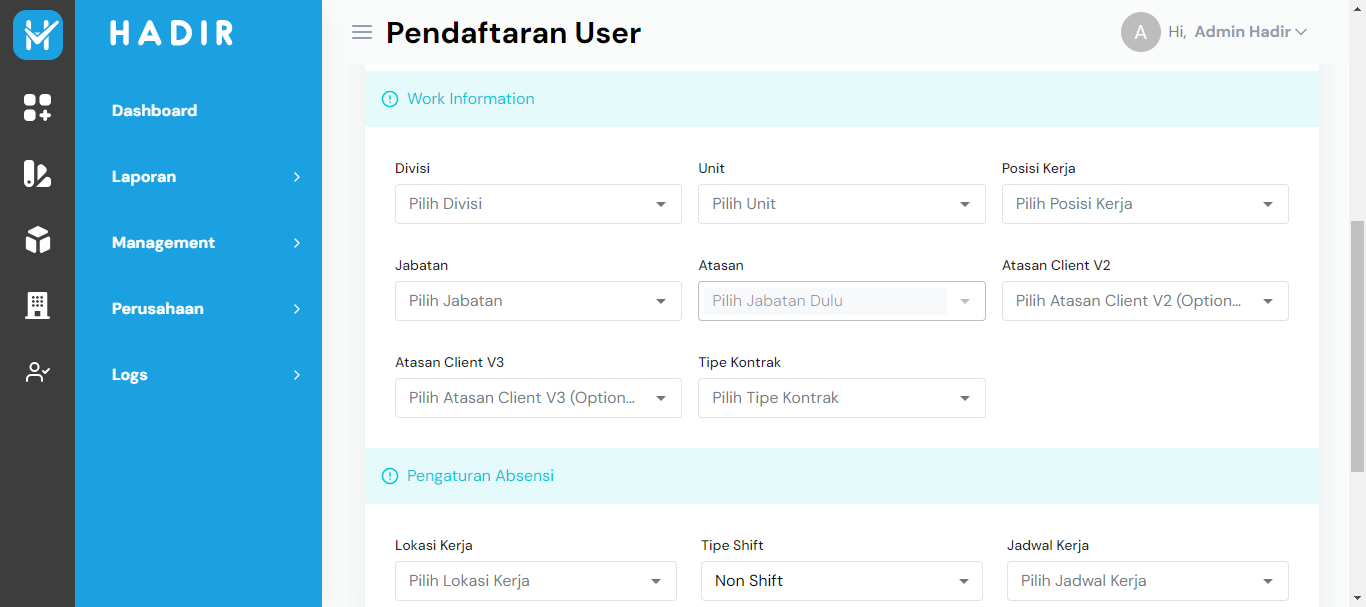 HADIR
Pendaftaran User
A
Hi, Admin Hadir
Dashboard
Laporan
Management
Perusahaan
Logs
Work Information
Divisi
Unit
Posisi Kerja
Pilih Divisi
Pilih Unit
Pilih Posisi Kerja
Jabatan
Atasan
Atasan Client V2
Pilih Jabatan
Pilih Jabatan Dulu
Pilih Atasan Client V2 (Option...
Atasan Client V3
Tipe Kontrak
Pilih Atasan Client V3 (Option...
Pilih Tipe Kontrak
Pengaturan Absensi
Lokasi Kerja
Tipe Shift
Jadwal Kerja
Pilih Lokasi Kerja
Non Shift
Pilih Jadwal Kerja